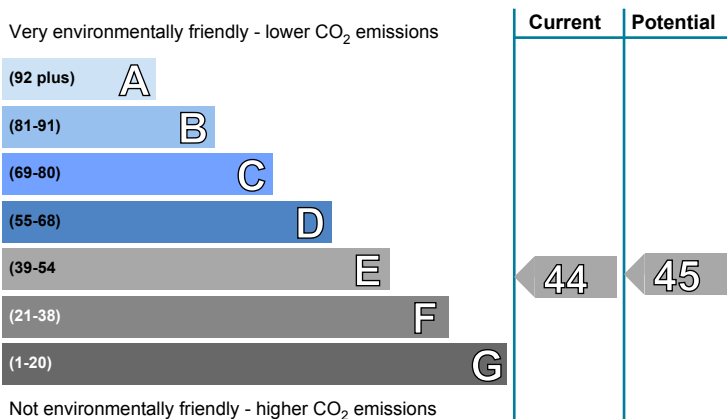 Very environmentally friendly - lower CO2 emissions
Current
Potential
(92 plus) A
(81-91) B
(69-80) C
(55-68) D
(39-54 E
44
45
(21-38) F
(1-20) G
Not environmentally friendly - higher CO2 emissions